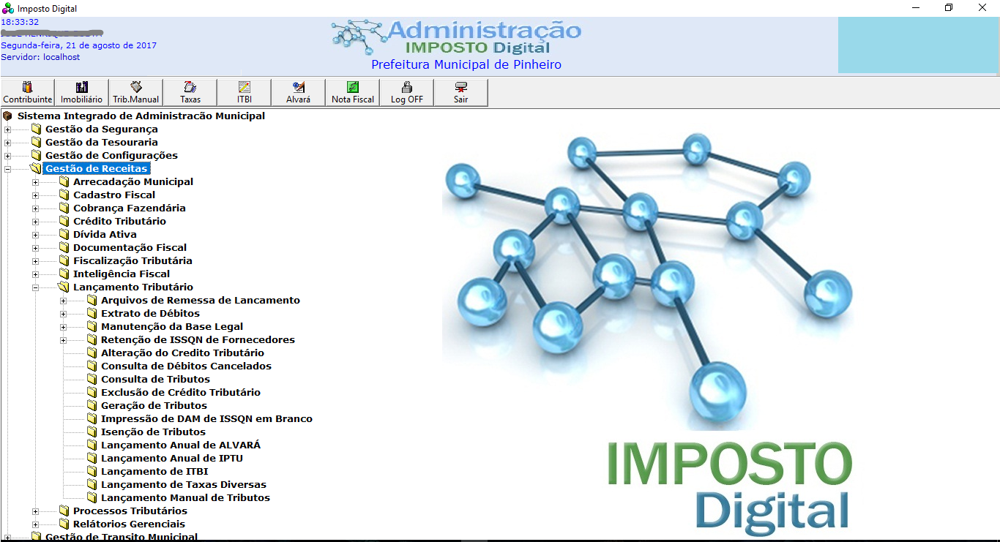 Imposto Digital
18:33:32
Segunda-feira, 21 de agosto de 2017
Servidor: localhost
Administração
IMPOSTO Digital
Prefeitura Municipal de Pinheiro
Contribuinte Imobiliário Trib.Manual Taxas ITBI Alvará Nota Fiscal Log OFF Sair
Sistema Integrado de Administracão Municipal
Gestão da Segurança
Gestão da Tesouraria
Gestão de Configurações
Gestão de Receitas
Arrecadação Municipal
Cadastro Fiscal
Cobrança Fazendária
Crédito Tributário
Dívida Ativa
Documentação Fiscal
Fiscalização Tributária
Inteligência Fiscal
Lançamento Tributário
Arquivos de Remessa de Lancamento
Extrato de Débitos
Manutenção da Base Legal
Retenção de ISSQN de Fornecedores
Alteração do Credito Tributário
Consulta de Débitos Cancelados
Consulta de Tributos
Exclusão de Crédito Tributário
Geração de Tributos
Impressão de DAM de ISSQN em Branco
Isenção de Tributos
Lançamento Anual de ALVARÁ
Lançamento Anual de IPTU
Lançamento de ITBI
Lançamento de Taxas Diversas
Lançamento Manual de Tributos
Processos Tributários
Relátorios Gerenciais
Gestão de Transito Municipal
IMPOSTO
Digital